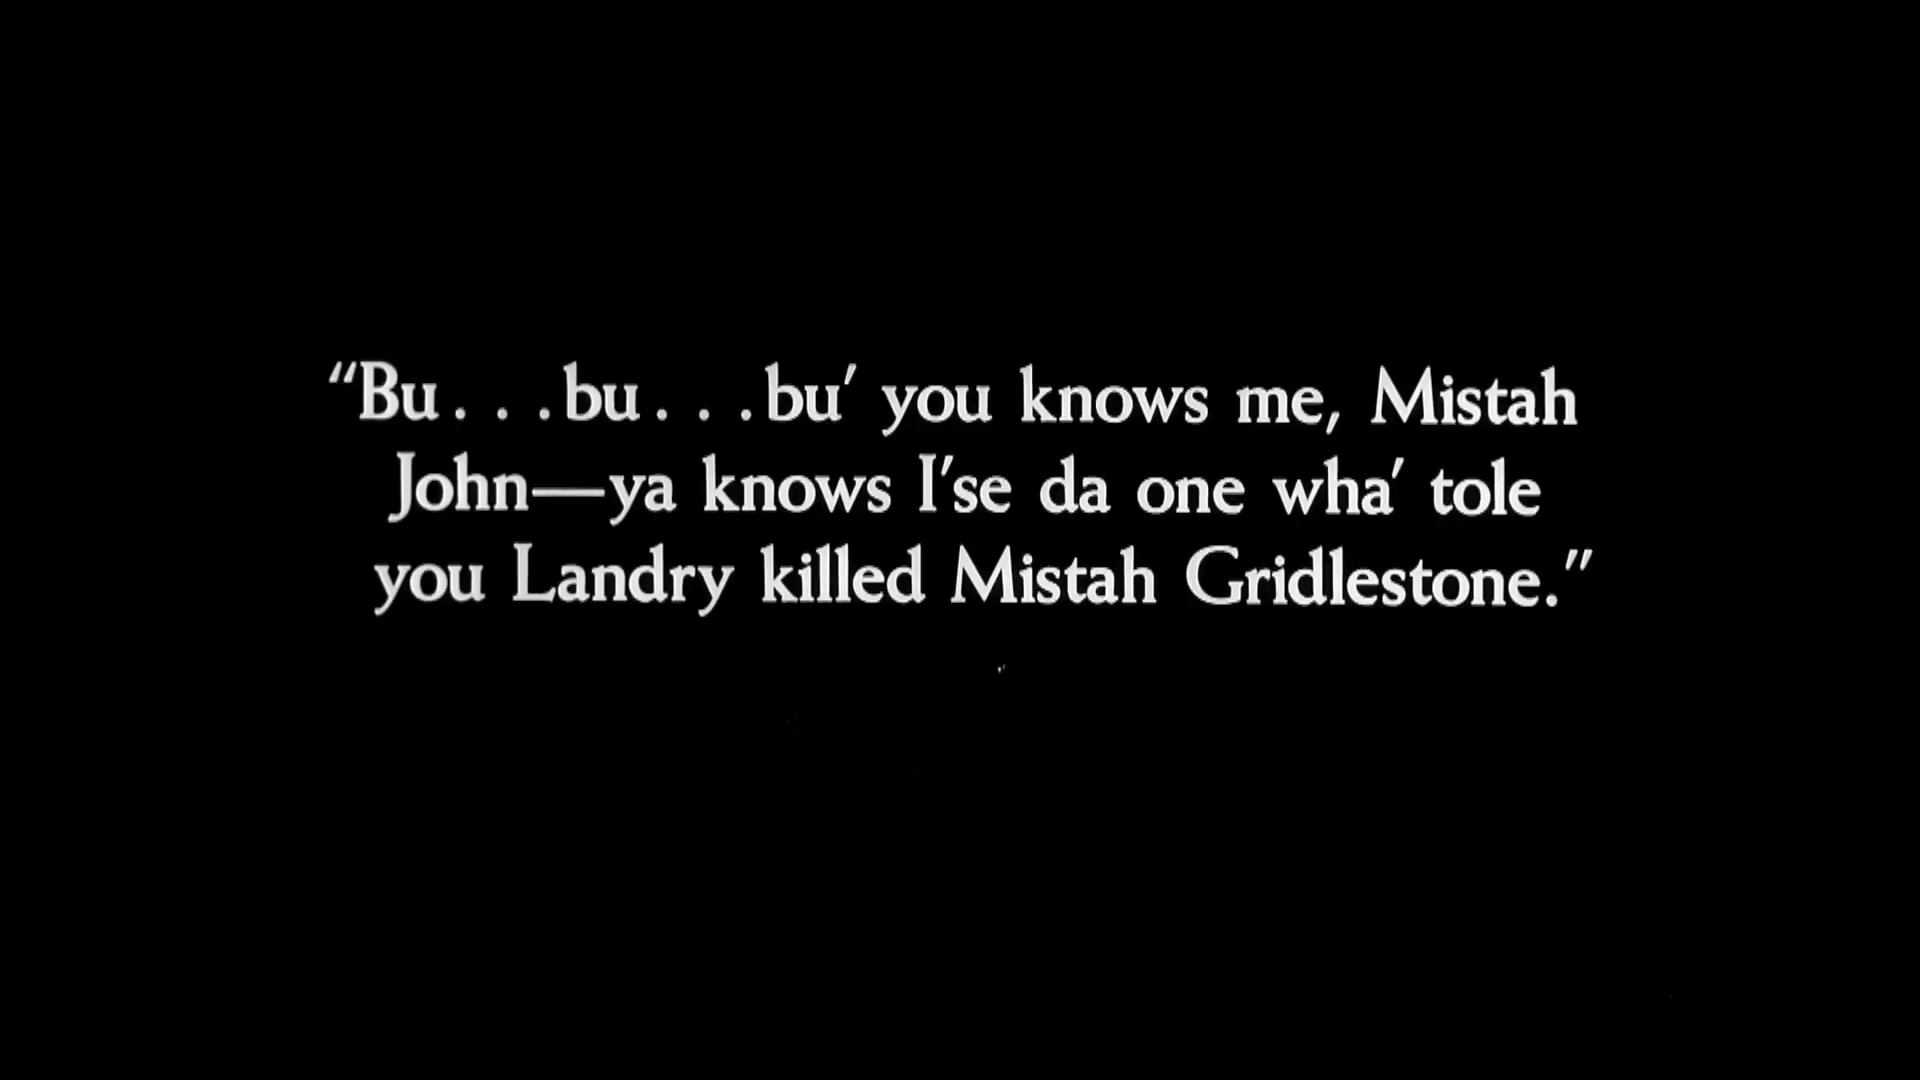 “Bu. . .bu. . .bu’ you knows me, Mistah
John—ya knows I’se da one wha’ tole
you Landry killed Mistah Gridlestone.”